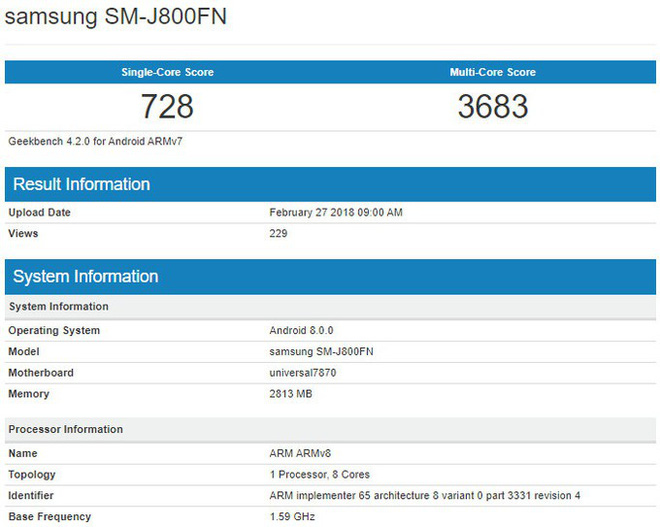 samsung SM-J800FN
Single-Core Score Multi-Core Score
728 3683
Geekbench 4.2.0 for Android ARMv7
Result Information
Upload Date February 27 2018 09:00 AM
Views 229
System Information
System Information
Operating System Android 8.0.0
Model samsung SM-J800FN
Motherboard universal7870
Memory 2813 MB
Processor Information
Name ARM ARMv8
Topology 1 Processor, 8 Cores
Identifier ARM implementer 65 architecture 8 variant 0 part 3331 revision 4
Base Frequency 1.59 GHz